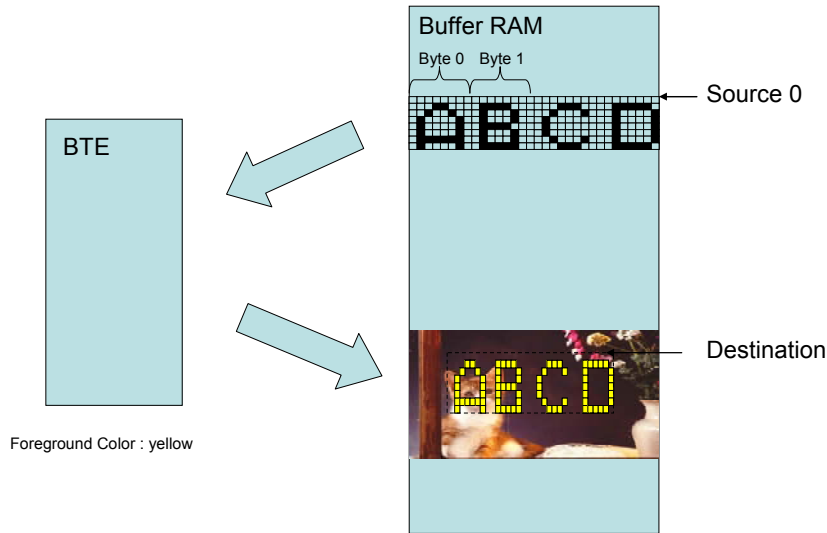 Buffer RAM
Byte 0 Byte 1
Source 0
ABCD
BTE
Destination
ABCD
Foreground Color : yellow